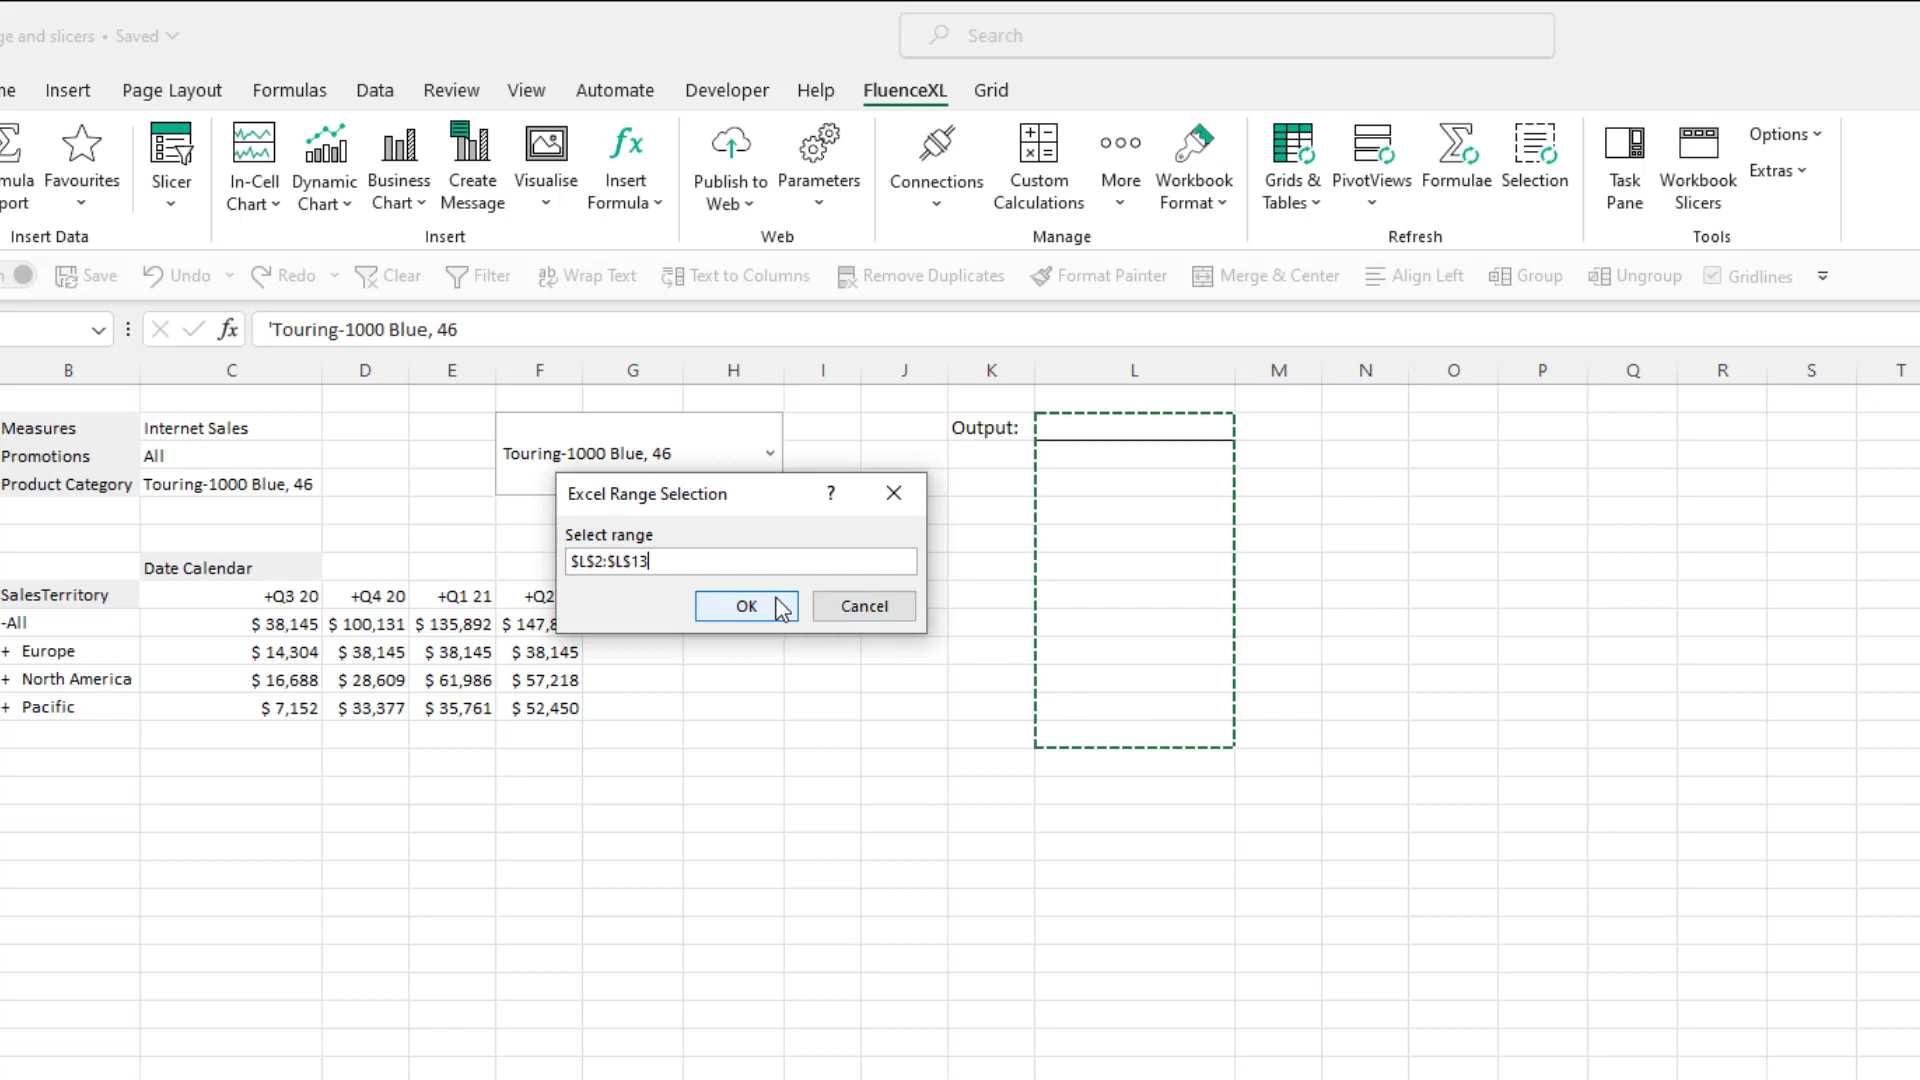 ge and slicers • Saved
Search
me Insert Page Layout Formulas Data Review View Automate Developer Help FluenceXL Grid
mula
port
Favourites
Slicer
In-Cell
Chart
Dynamic
Chart
Business
Chart
Create
Message
Visualise
Insert
Formula
Publish to
Web
Parameters
Connections
Custom
Calculations
More
Workbook
Format
Grids &
Tables
PivotViews
Formulae
Selection
Task
Pane
Workbook
Slicers
Options
Extras
Insert Data Insert Web Manage Refresh Tools
Save Undo Redo Clear Filter Wrap Text Text to Columns Remove Duplicates Format Painter Merge & Center Align Left Group Ungroup Gridlines
fx 'Touring-1000 Blue, 46
B C D E F G H I J K L M N O P Q R S T
Measures Internet Sales Output:
Promotions All Touring-1000 Blue, 46
Product Category Touring-1000 Blue, 46
Excel Range Selection ? ×
Select range
$L$2:$L$13
OK Cancel
Date Calendar
SalesTerritory +Q3 20 +Q4 20 +Q1 21 +Q2
-All $ 38,145 $ 100,131 $ 135,892 $ 147,8
+ Europe $ 14,304 $ 38,145 $ 38,145 $ 38,145
+ North America $ 16,688 $ 28,609 $ 61,986 $ 57,218
+ Pacific $ 7,152 $ 33,377 $ 35,761 $ 52,450